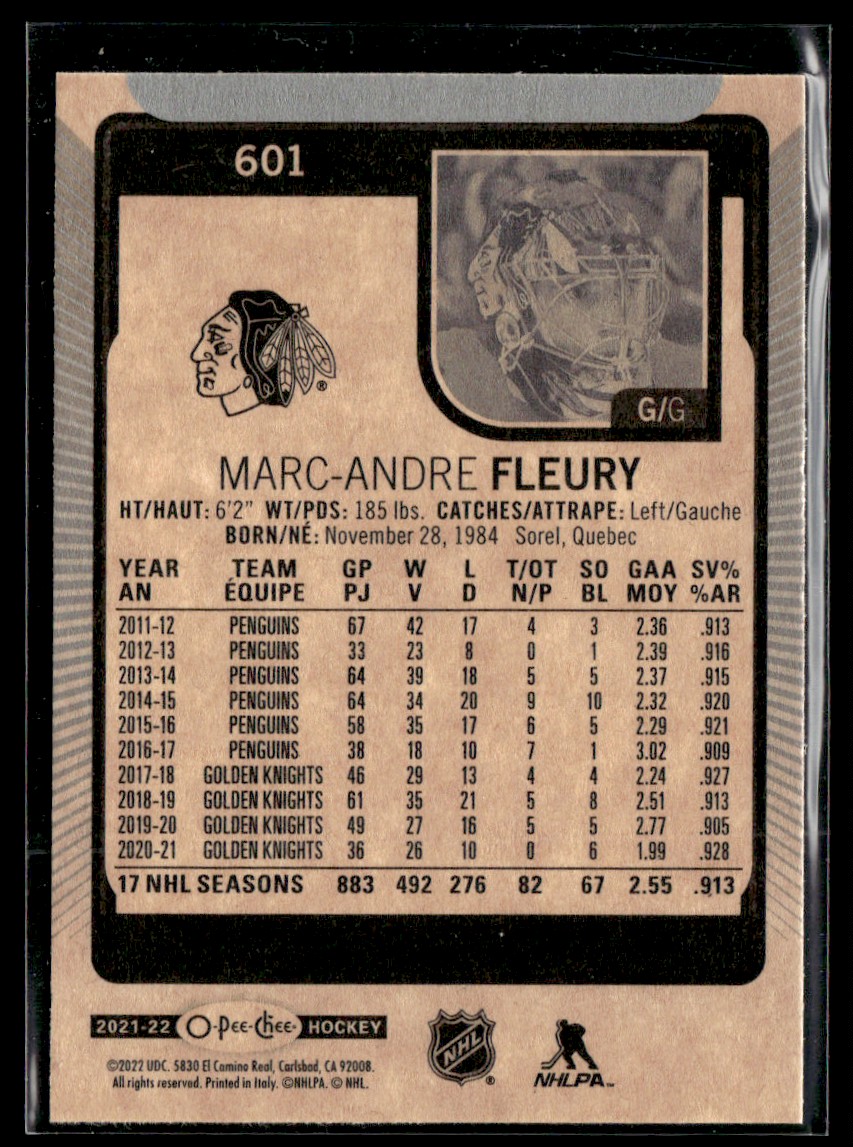 601
G/G
MARC-ANDRE FLEURY
HT/HAUT: 6'2" WT/PDS: 185 lbs. CATCHES/ATTRAPE: Left/Gauche
BORN/NÉ: November 28, 1984 Sorel, Quebec
YEAR TEAM GP W L T/OT SO GAA SV%
AN ÉQUIPE PJ V D N/P BL MOY %AR
2011-12 PENGUINS 67 42 17 4 3 2.36 .913
2012-13 PENGUINS 33 23 8 0 1 2.39 .916
2013-14 PENGUINS 64 39 18 5 5 2.37 .915
2014-15 PENGUINS 64 34 20 9 10 2.32 .920
2015-16 PENGUINS 58 35 17 6 5 2.29 .921
2016-17 PENGUINS 38 18 10 7 1 3.02 .909
2017-18 GOLDEN KNIGHTS 46 29 13 4 4 2.24 .927
2018-19 GOLDEN KNIGHTS 61 35 21 5 8 2.51 .913
2019-20 GOLDEN KNIGHTS 49 27 16 5 5 2.77 .905
2020-21 GOLDEN KNIGHTS 36 26 10 0 6 1.99 .928
17 NHL SEASONS 883 492 276 82 67 2.55 .913
2021-22 O-Pee-Chee HOCKEY
©2022 UDC. 5830 El Camino Real, Carlsbad, CA 92008.
All rights reserved. Printed in Italy. ©NHLPA. © NHL.
NHL ®
NHLPA™
®